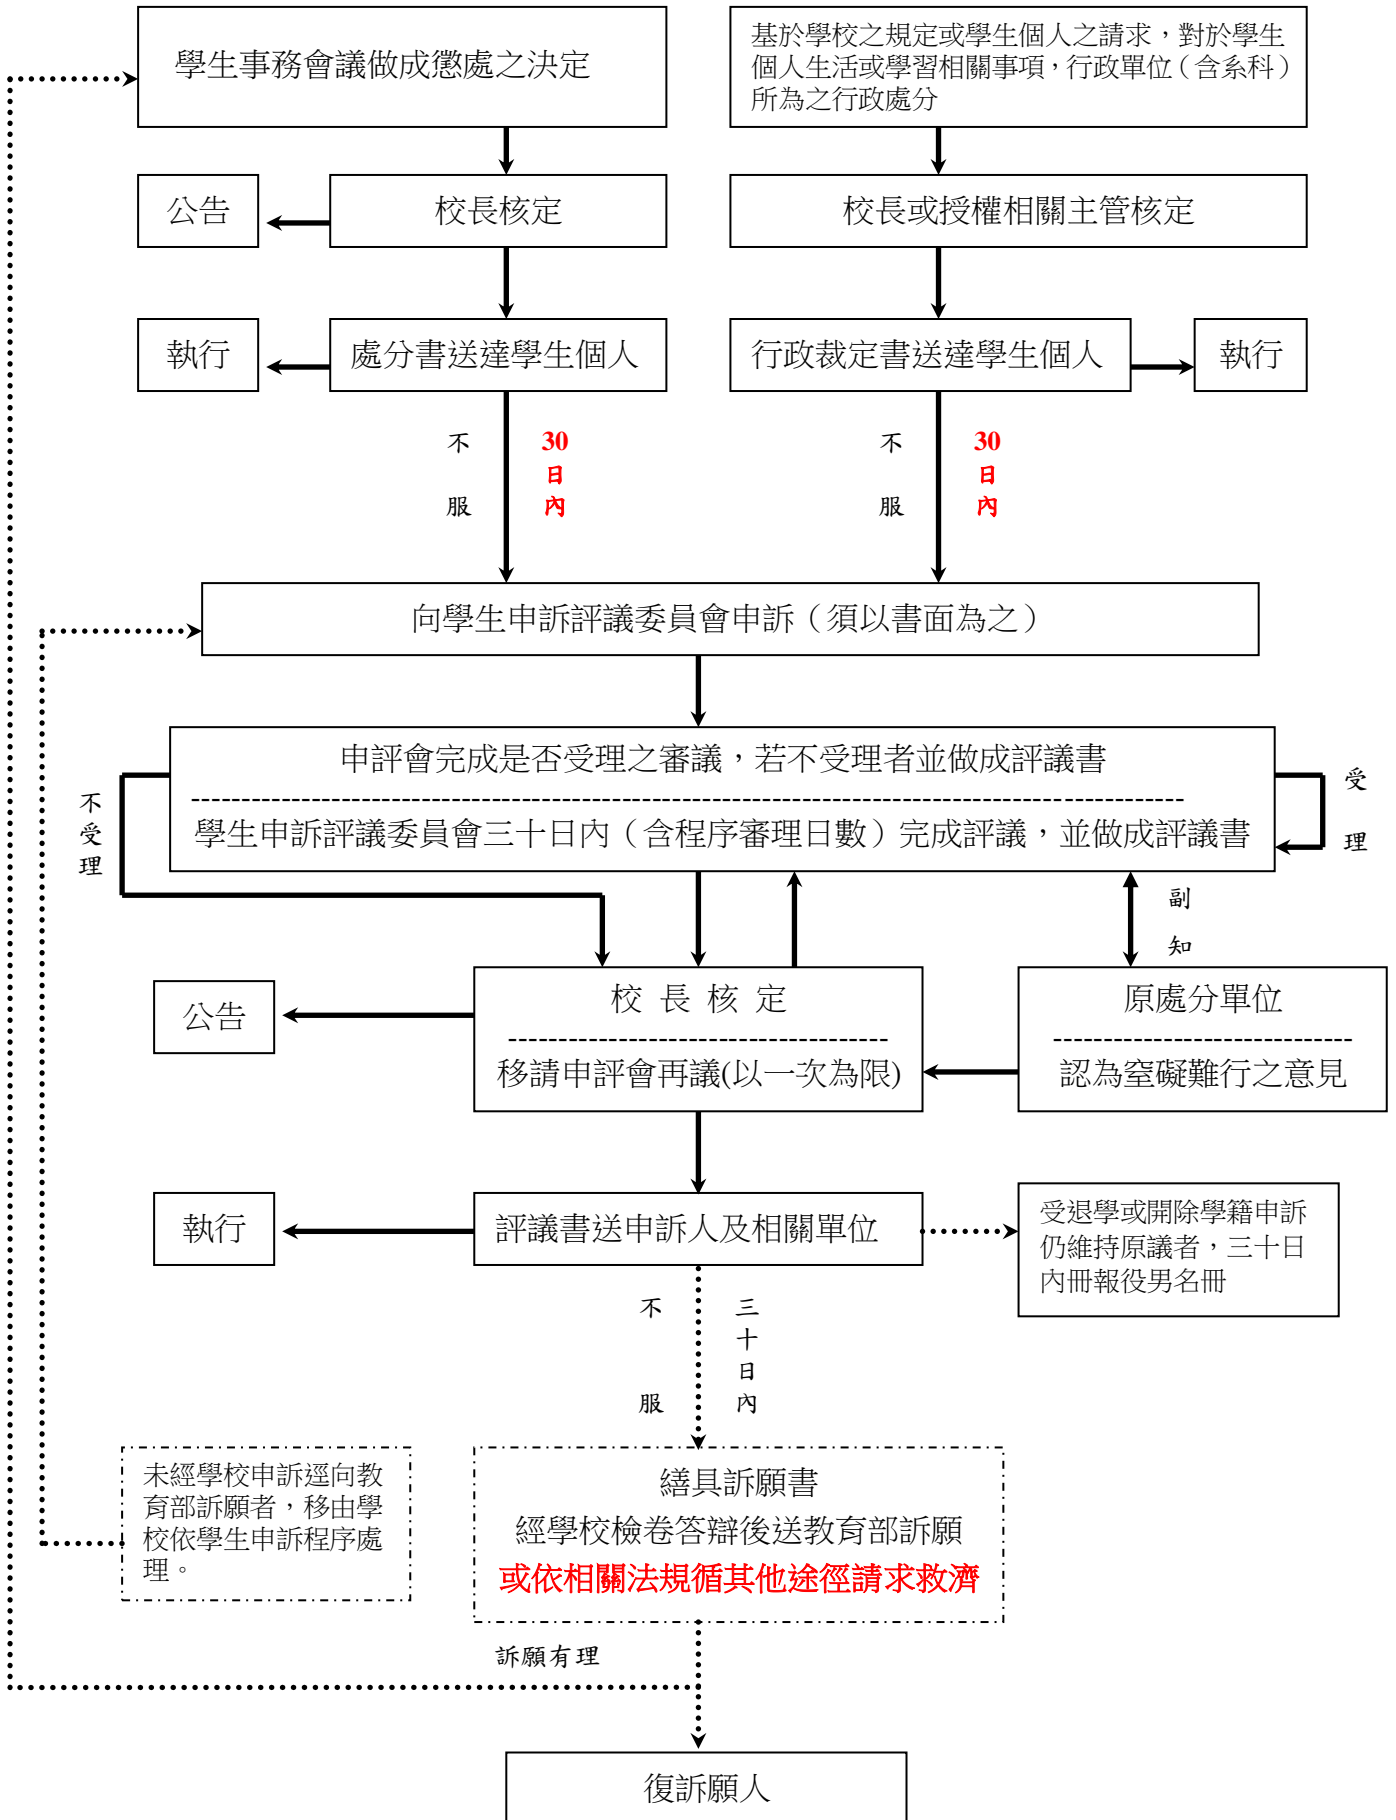 學生事務會議做成懲處之決定
基於學校之規定或學生個人之請求，對於學生
個人生活或學習相關事項，行政單位（含系科）
所為之行政處分
公告
校長核定
校長或授權相關主管核定
執行
處分書送達學生個人
行政裁定書送達學生個人
執行
不服
30日內
不服
30日內
向學生申訴評議委員會申訴（須以書面為之）
申評會完成是否受理之審議，若不受理者並做成評議書
學生申訴評議委員會三十日內（含程序審理日數）完成評議，並做成評議書
不受理
受理
副知
公告
校 長 核 定
移請申評會再議(以一次為限)
原處分單位
認為窒礙難行之意見
執行
評議書送申訴人及相關單位
受退學或開除學籍申訴
仍維持原議者，三十日
內冊報役男名冊
不服
三十日內
未經學校申訴逕向教
育部訴願者，移由學
校依學生申訴程序處
理。
繕具訴願書
經學校檢卷答辯後送教育部訴願
或依相關法規循其他途徑請求救濟
訴願有理
復訴願人